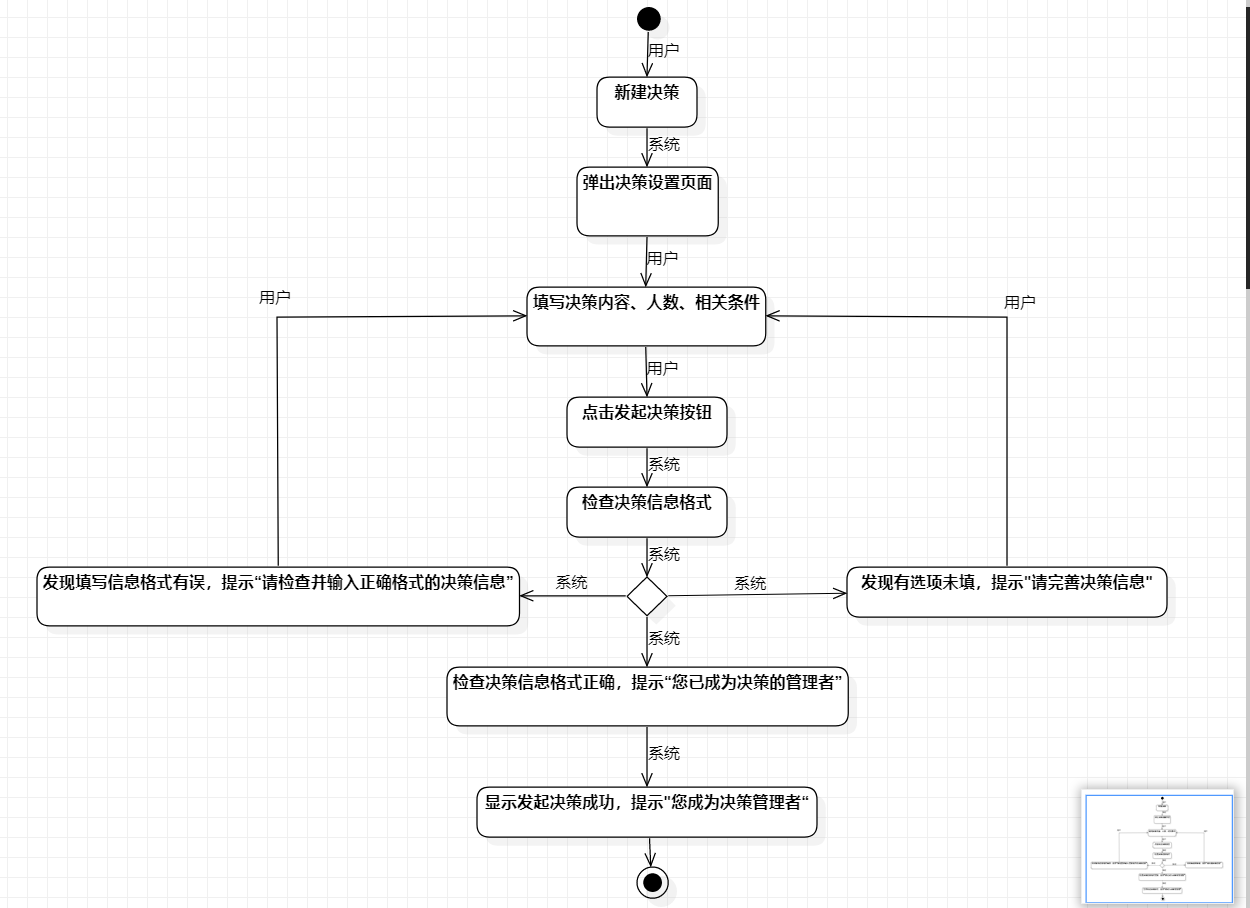 用户
新建决策
系统
弹出决策设置页面
用户
用户
用户
填写决策内容、人数、相关条件
用户
点击发起决策按钮
系统
检查决策信息格式
系统
发现填写信息格式有误，提示“请检查并输入正确格式的决策信息”
系统
系统
发现有选项未填，提示"请完善决策信息"
系统
检查决策信息格式正确，提示“您已成为决策的管理者”
系统
显示发起决策成功，提示"您成为决策管理者“